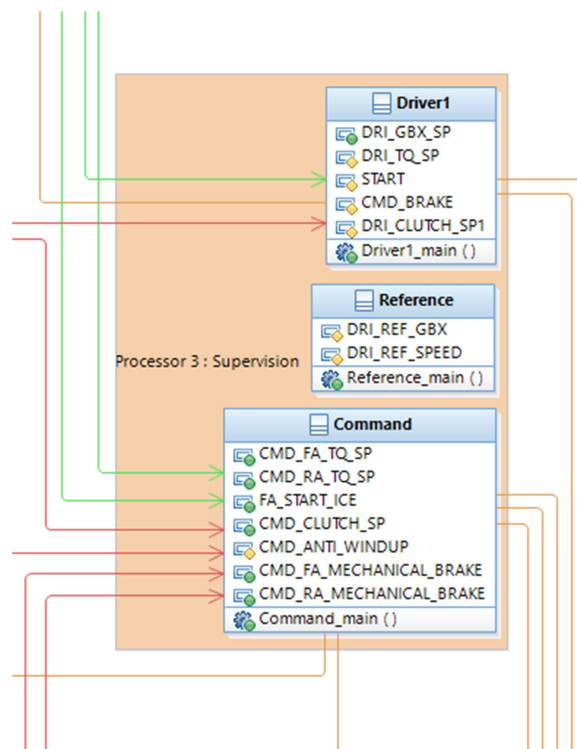 Driver1
DRI_GBX_SP
DRI_TQ_SP
START
CMD_BRAKE
DRI_CLUTCH_SP1
Driver1_main ( )
Reference
DRI_REF_GBX
DRI_REF_SPEED
Reference_main ( )
Processor 3 : Supervision
Command
CMD_FA_TQ_SP
CMD_RA_TQ_SP
FA_START_ICE
CMD_CLUTCH_SP
CMD_ANTI_WINDUP
CMD_FA_MECHANICAL_BRAKE
CMD_RA_MECHANICAL_BRAKE
Command_main ( )